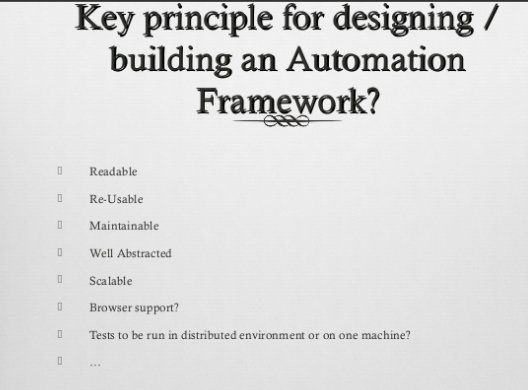 Key principle for designing /
building an Automation
Framework?
Readable
Re-Usable
Maintainable
Well Abstracted
Scalable
Browser support?
Tests to be run in distributed environment or on one machine?
...